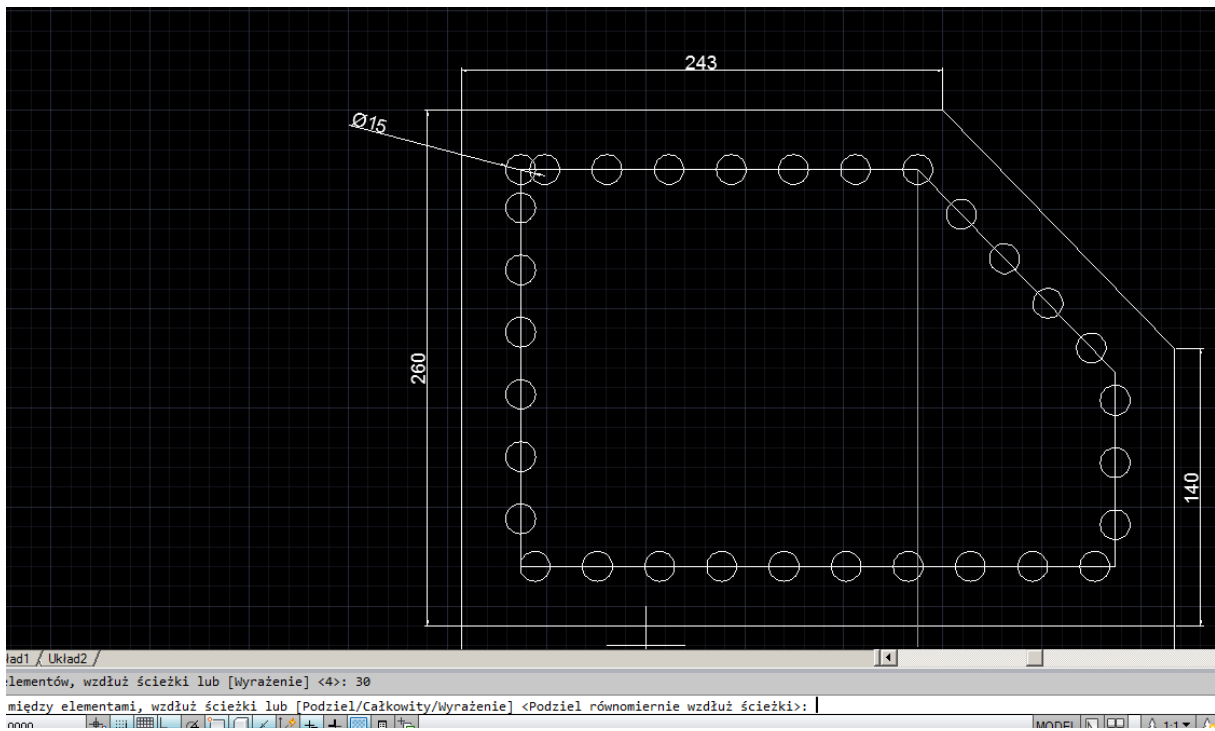 243
Ø15
260
140
ład1 / Układ2 /
elementów, wzdłuż ścieżki lub [Wyrażenie] <4>: 30
między elementami, wzdłuż ścieżki lub [Podziel/Całkowity/Wyrażenie] <Podziel równomiernie wzdłuż ścieżki>:
0000
MODEL 1:1